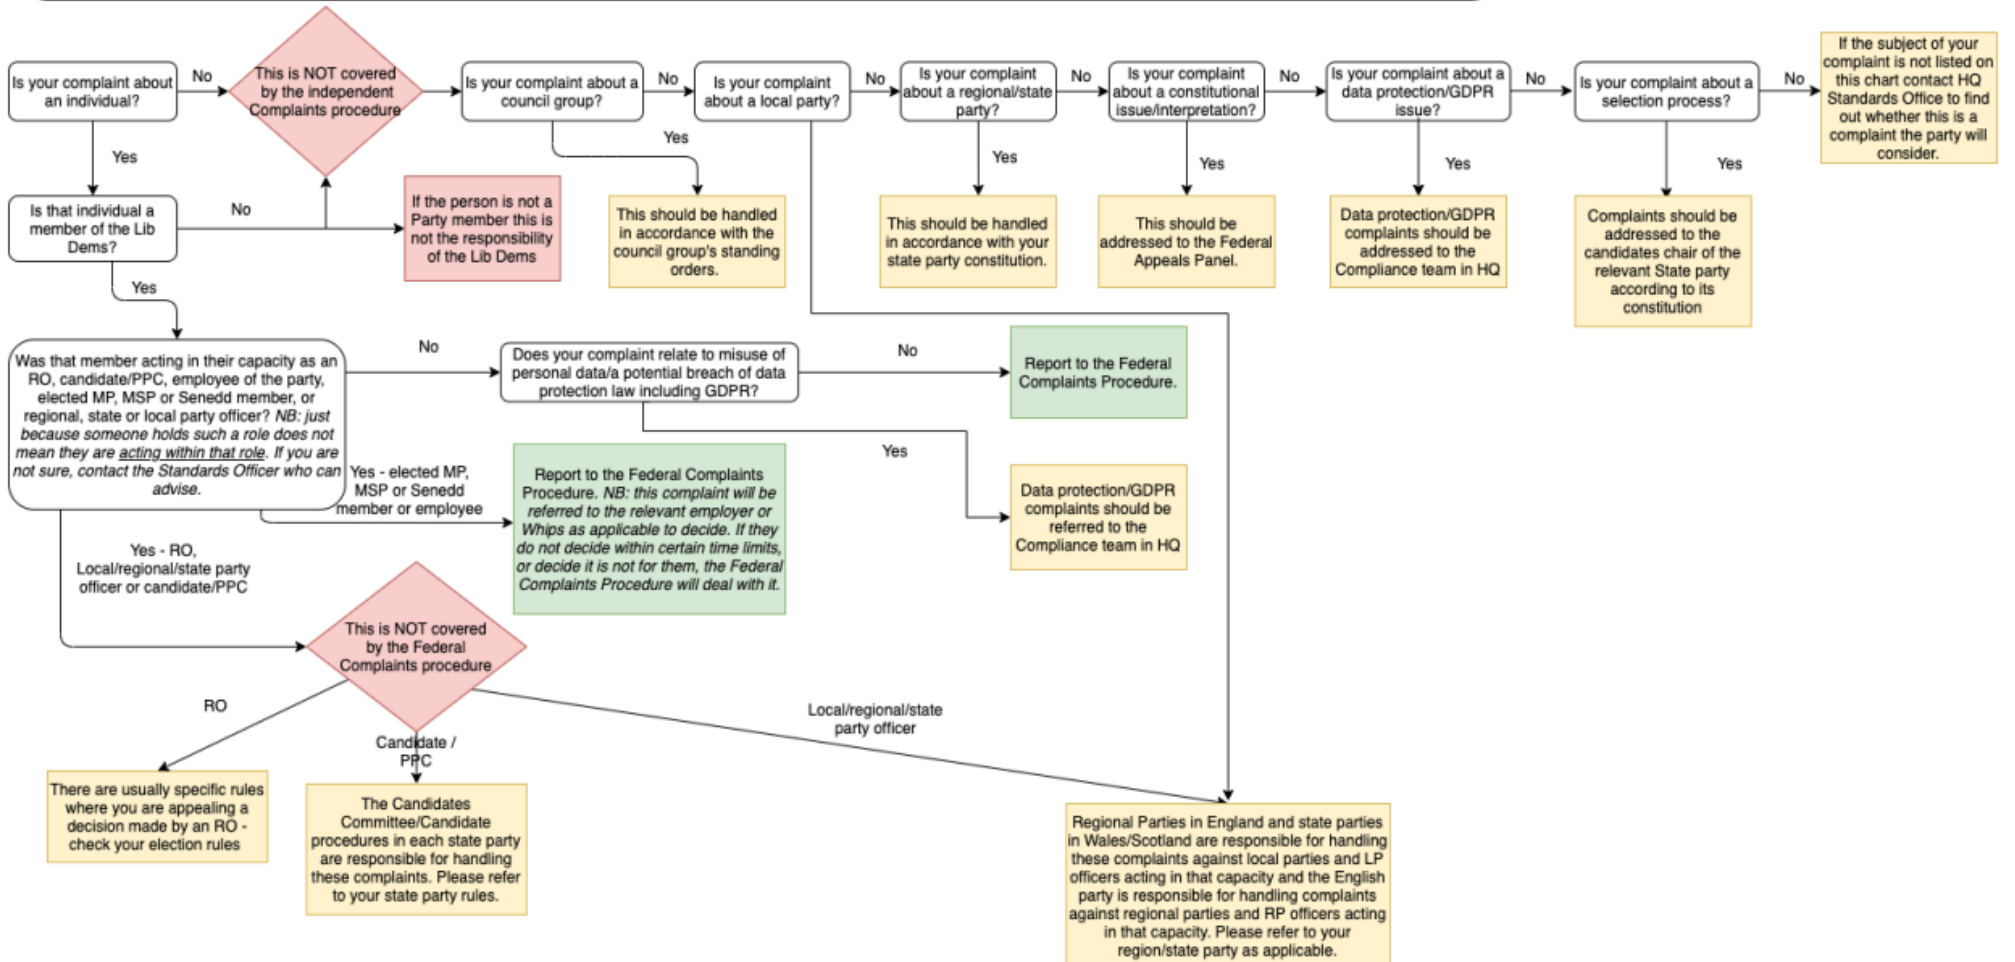 Is your complaint about
an individual?
No
This is NOT covered
by the independent
Complaints procedure
Is your complaint about a
council group?
No
Is your complaint
about a local party?
No
Is your complaint
about a regional/state
party?
No
Is your complaint
about a constitutional
issue/interpretation?
No
Is your complaint about a
data protection/GDPR
issue?
No
Is your complaint about a
selection process?
No
If the subject of your
complaint is not listed on
this chart contact HQ
Standards Office to find
out whether this is a
complaint the party will
consider.
Yes
Yes
Yes
Yes
Yes
Yes
Is that individual a
member of the Lib
Dems?
No
If the person is not a
Party member this is
not the responsibility
of the Lib Dems
This should be handled
in accordance with the
council group's standing
orders.
This should be handled
in accordance with your
state party constitution.
This should be
addressed to the Federal
Appeals Panel.
Data protection/GDPR
complaints should be
addressed to the
Compliance team in HQ
Complaints should be
addressed to the
candidates chair of the
relevant State party
according to its
constitution
Yes
Was that member acting in their capacity as an
RO, candidate/PPC, employee of the party,
elected MP, MSP or Senedd member, or
regional, state or local party officer? NB: just
because someone holds such a role does not
mean they are acting within that role. If you are
not sure, contact the Standards Officer who can
advise.
No
Does your complaint relate to misuse of
personal data/a potential breach of data
protection law including GDPR?
No
Report to the Federal
Complaints Procedure.
Yes
Data protection/GDPR
complaints should be
referred to the
Compliance team in HQ
Yes - elected MP,
MSP or Senedd
member or employee
Report to the Federal Complaints
Procedure. NB: this complaint will be
referred to the relevant employer or
Whips as applicable to decide. If they
do not decide within certain time limits,
or decide it is not for them, the Federal
Complaints Procedure will deal with it.
Yes - RO,
Local/regional/state party
officer or candidate/PPC
This is NOT covered
by the Federal
Complaints procedure
RO
Candidate /
PPC
Local/regional/state
party officer
There are usually specific rules
where you are appealing a
decision made by an RO -
check your election rules
The Candidates
Committee/Candidate
procedures in each state party
are responsible for handling
these complaints. Please refer
to your state party rules.
Regional Parties in England and state parties
in Wales/Scotland are responsible for handling
these complaints against local parties and LP
officers acting in that capacity and the English
party is responsible for handling complaints
against regional parties and RP officers acting
in that capacity. Please refer to your
region/state party as applicable.